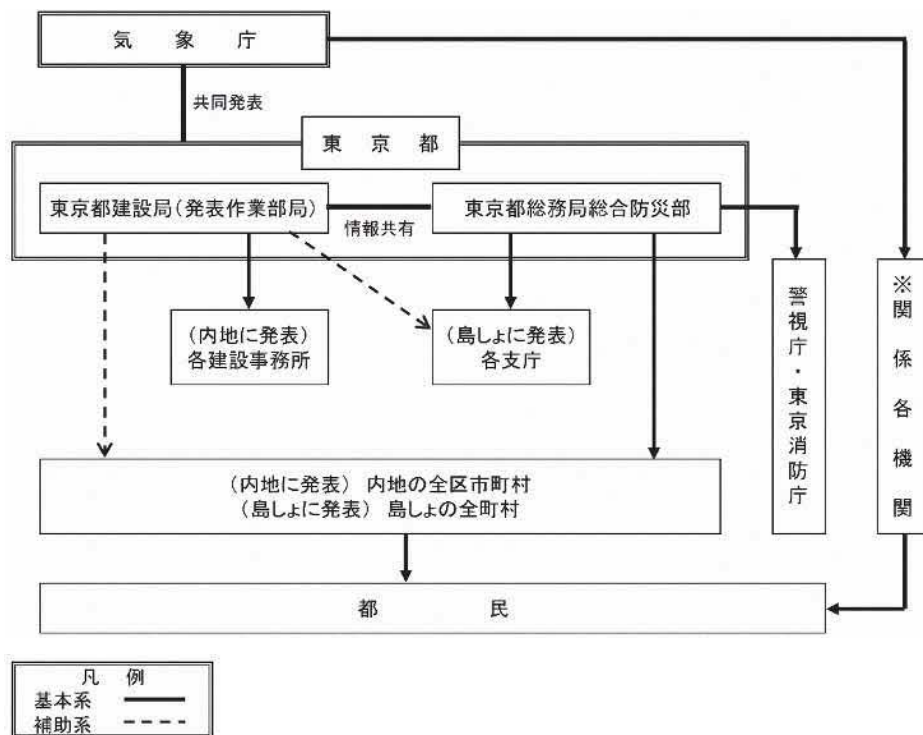 気象庁
共同発表
東京都
東京都建設局(発表作業部局)
情報共有
東京都総務局総合防災部
(内地に発表)
各建設事務所
(島しょに発表)
各支庁
警視庁・東京消防庁
※関係各機関
(内地に発表) 内地の全区市町村
(島しょに発表) 島しょの全町村
都民
凡例
基本系
補助系